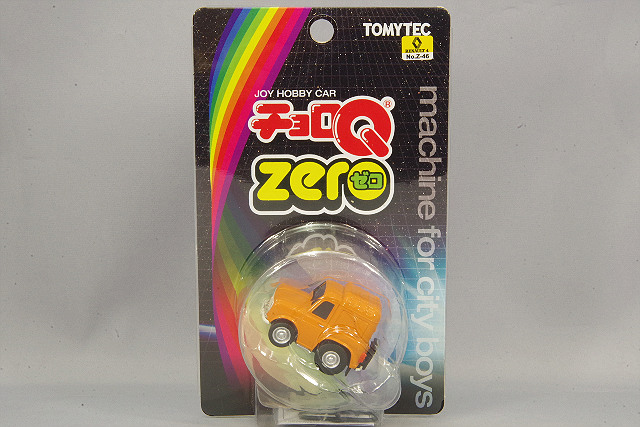 TOMYTEC
RENAULT 4
No.Z-46
JOY HOBBY CAR
チョロQ®
zero ゼロ
machine for city boys